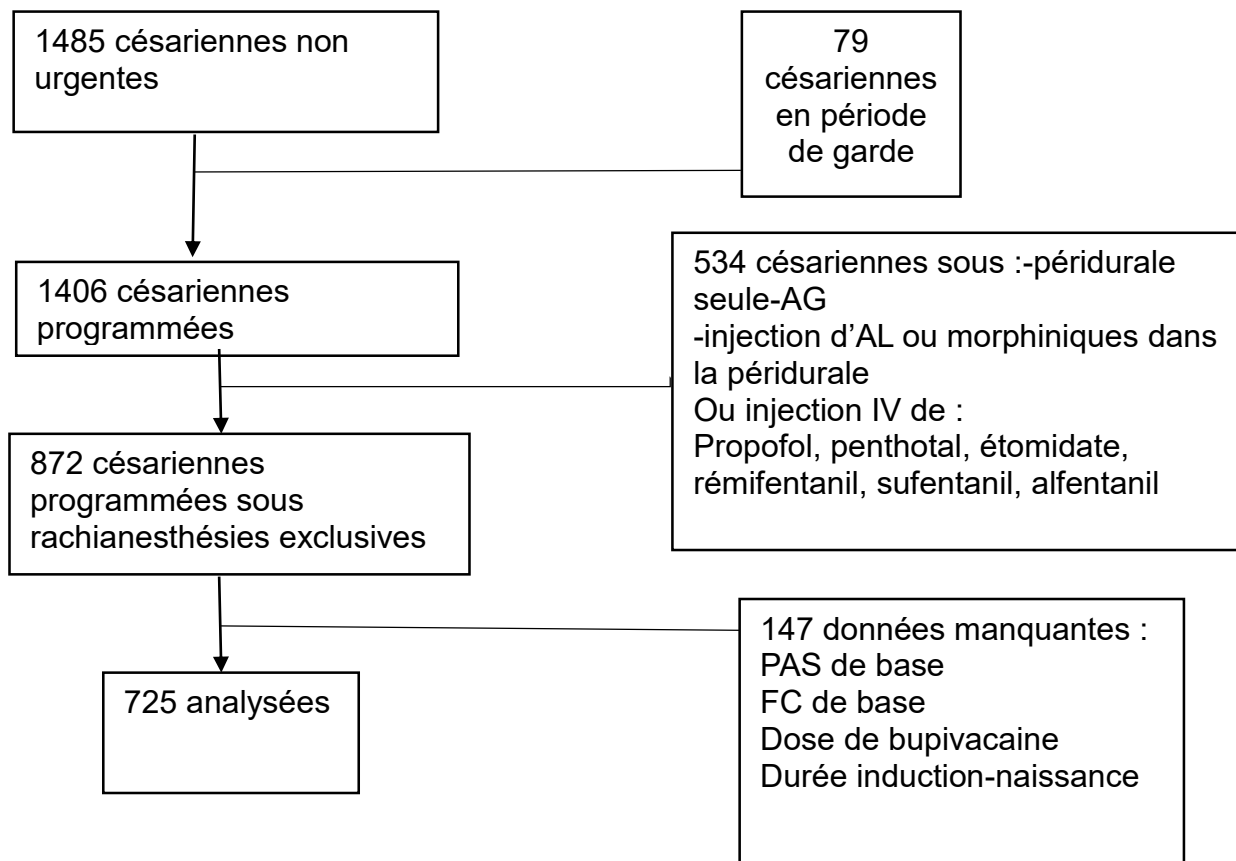 1485 césariennes non
urgentes
79
césariennes
en période
de garde
1406 césariennes
programmées
534 césariennes sous :-péridurale
seule-AG
-injection d’AL ou morphiniques dans
la péridurale
Ou injection IV de :
Propofol, penthotal, étomidate,
rémifentanil, sufentanil, alfentanil
872 césariennes
programmées sous
rachianesthésies exclusives
147 données manquantes :
PAS de base
FC de base
Dose de bupivacaine
Durée induction-naissance
725 analysées